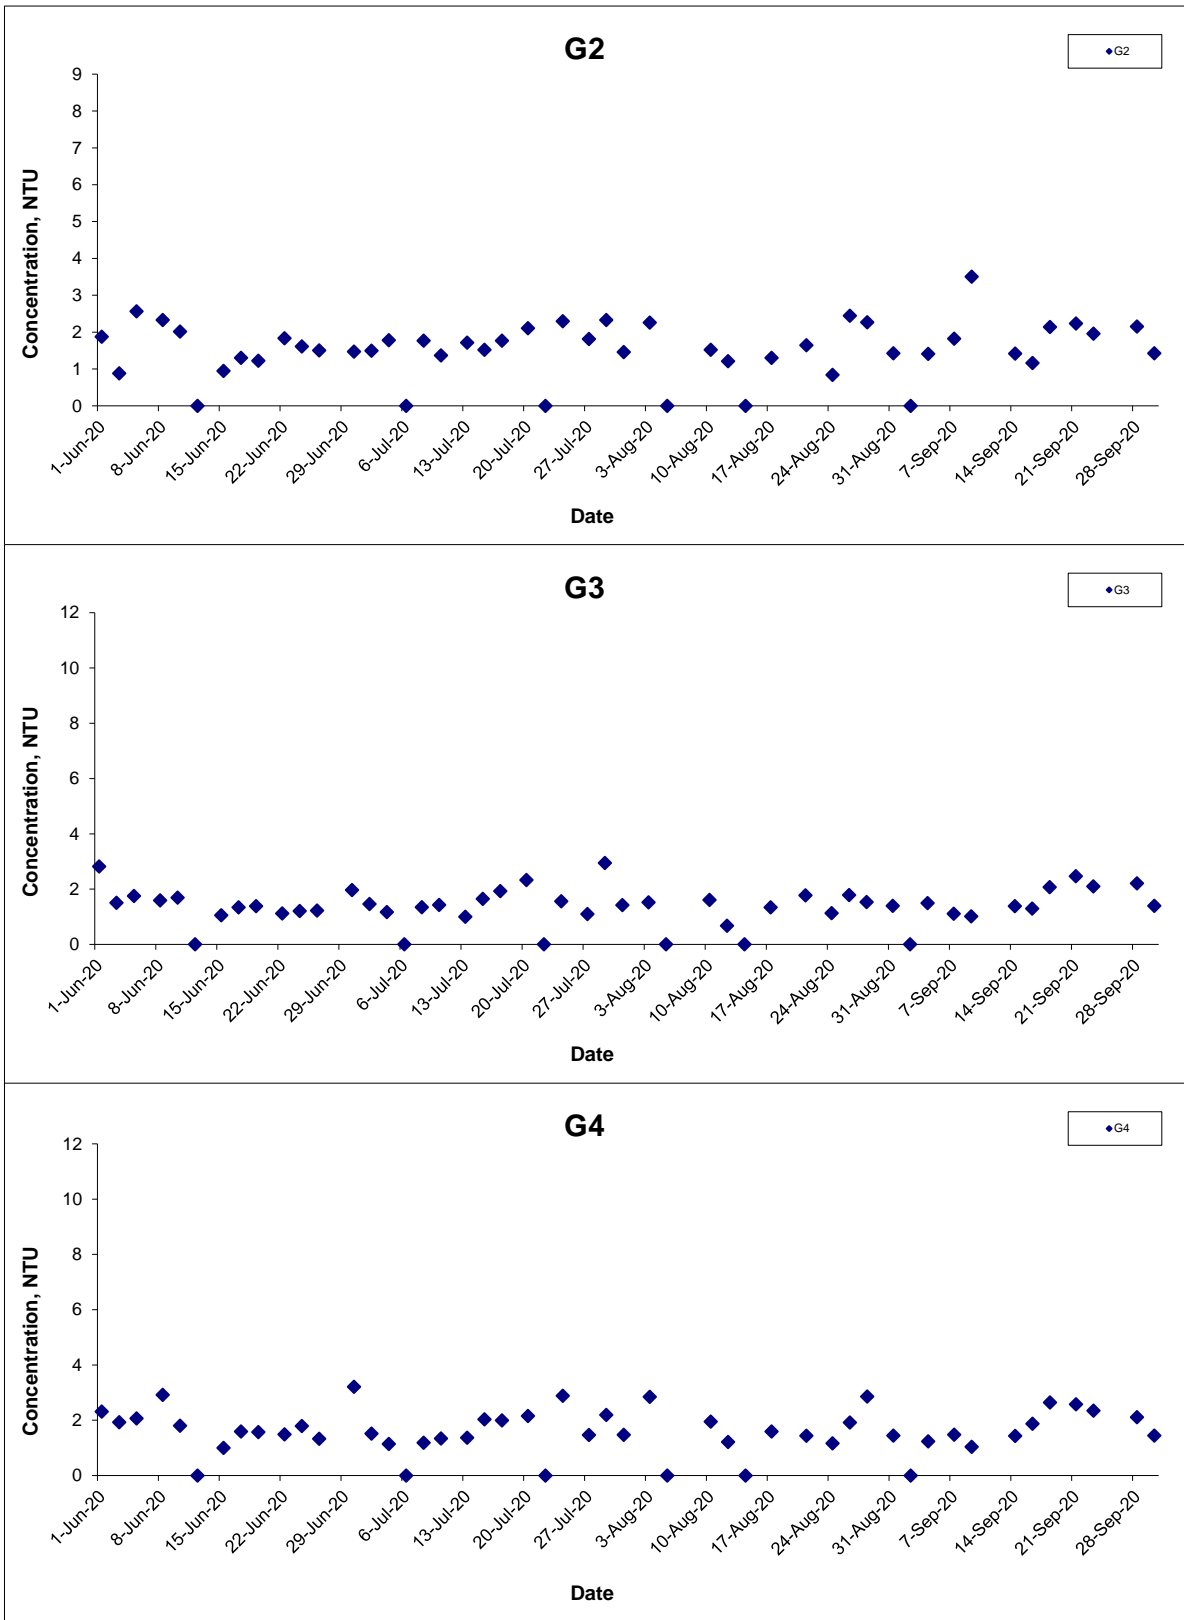 G2
G2
9
8
7
6
5
4
3
2
1
0
Concentration, NTU
1-Jun-20
8-Jun-20
15-Jun-20
22-Jun-20
29-Jun-20
6-Jul-20
13-Jul-20
20-Jul-20
27-Jul-20
3-Aug-20
10-Aug-20
17-Aug-20
24-Aug-20
31-Aug-20
7-Sep-20
14-Sep-20
21-Sep-20
28-Sep-20
Date
G3
G3
12
10
8
6
4
2
0
Concentration, NTU
1-Jun-20
8-Jun-20
15-Jun-20
22-Jun-20
29-Jun-20
6-Jul-20
13-Jul-20
20-Jul-20
27-Jul-20
3-Aug-20
10-Aug-20
17-Aug-20
24-Aug-20
31-Aug-20
7-Sep-20
14-Sep-20
21-Sep-20
28-Sep-20
Date
G4
G4
12
10
8
6
4
2
0
Concentration, NTU
1-Jun-20
8-Jun-20
15-Jun-20
22-Jun-20
29-Jun-20
6-Jul-20
13-Jul-20
20-Jul-20
27-Jul-20
3-Aug-20
10-Aug-20
17-Aug-20
24-Aug-20
31-Aug-20
7-Sep-20
14-Sep-20
21-Sep-20
28-Sep-20
Date